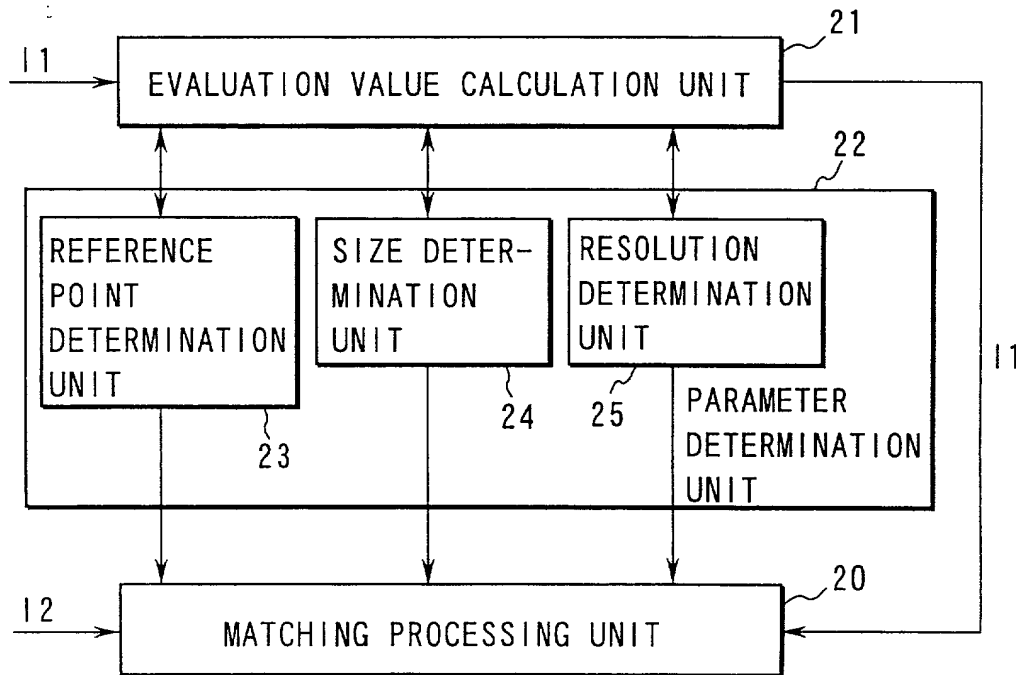 21
I1
EVALUATION VALUE CALCULATION UNIT
22
REFERENCE
POINT
DETERMINATION
UNIT
SIZE DETER-
MINATION
UNIT
RESOLUTION
DETERMINATION
UNIT
I1
23
24
25
PARAMETER
DETERMINATION
UNIT
20
I2
MATCHING PROCESSING UNIT